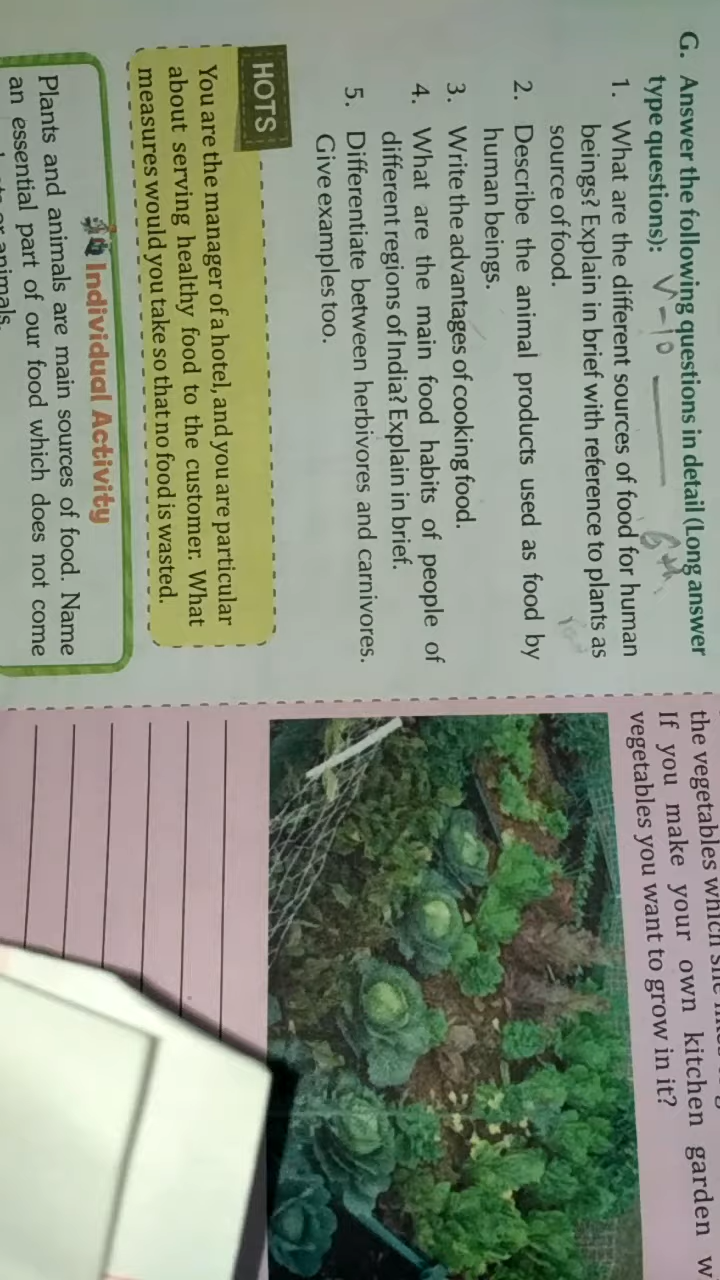 G. Answer the following questions in detail (Long answer
type questions):
V-10
6th
1. What are the different sources of food for human
beings? Explain in brief with reference to plants as
source of food.
2. Describe the animal products used as food by
human beings.
3. Write the advantages of cooking food.
4. What are the main food habits of people of
different regions of India? Explain in brief.
5. Differentiate between herbivores and carnivores.
Give examples too.
HOTS
You are the manager of a hotel, and you are particular
about serving healthy food to the customer. What
measures would you take so that no food is wasted.
Individual Activity
Plants and animals are main sources of food. Name
an essential part of our food which does not come
or animals.
the vegetables which she
If you make your own kitchen garden
vegetables you want to grow in it?